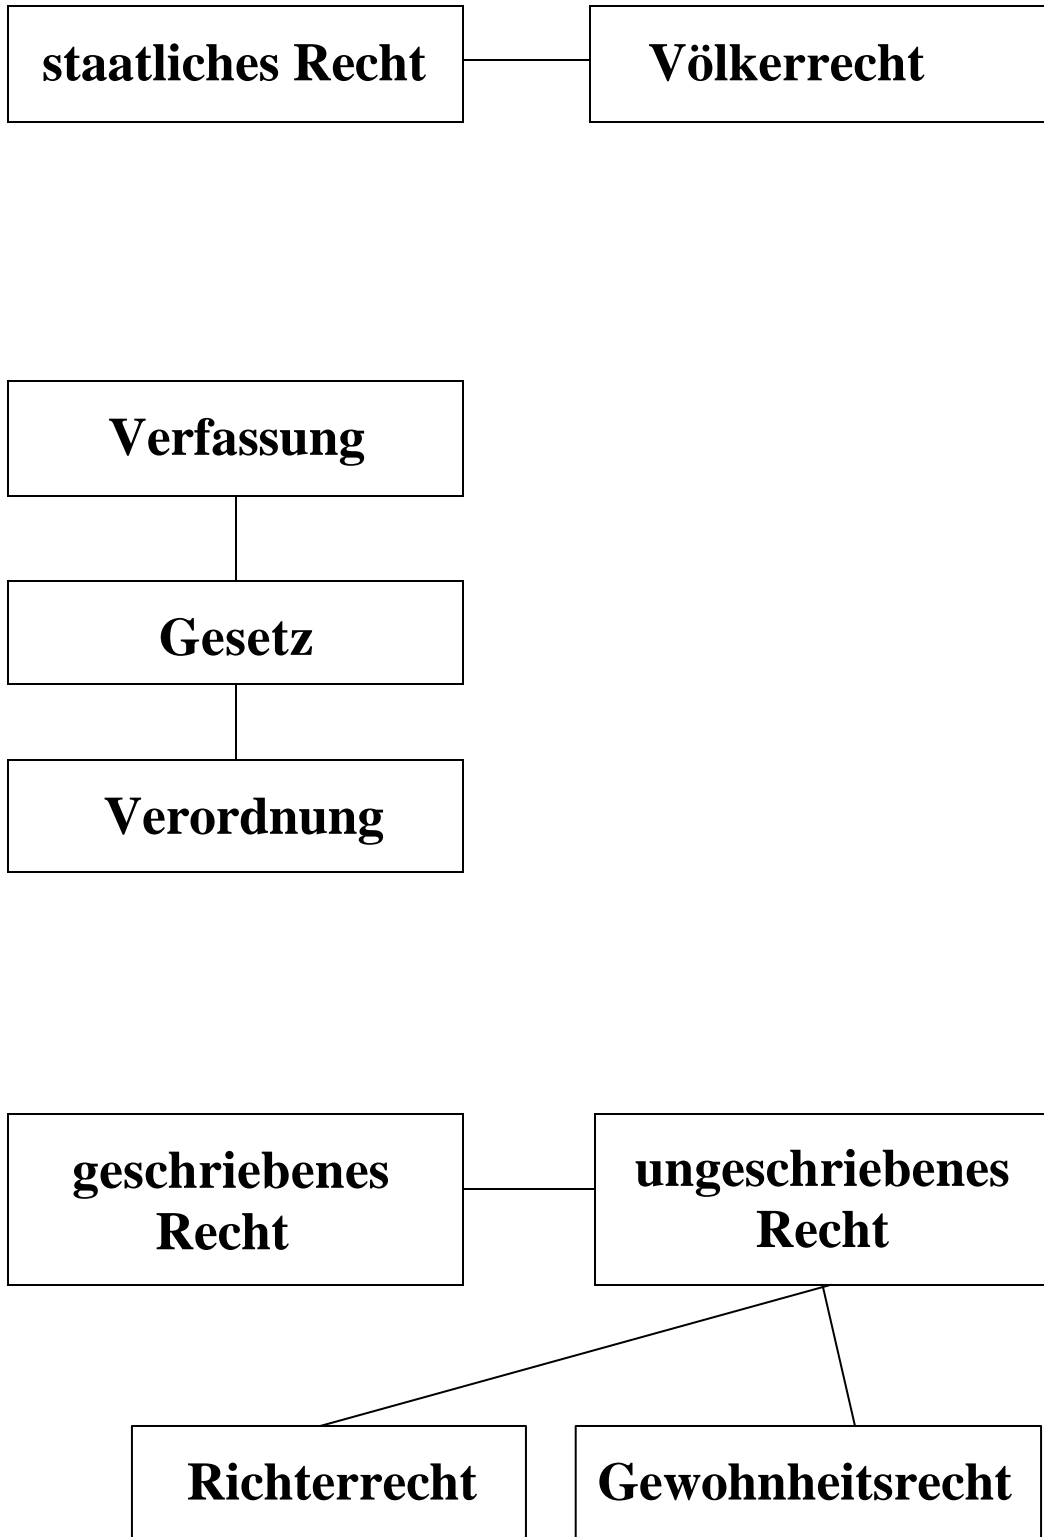 staatliches Recht
Völkerrecht
Verfassung
Gesetz
Verordnung
geschriebenes
Recht
ungeschriebenes
Recht
Richterrecht
Gewohnheitsrecht